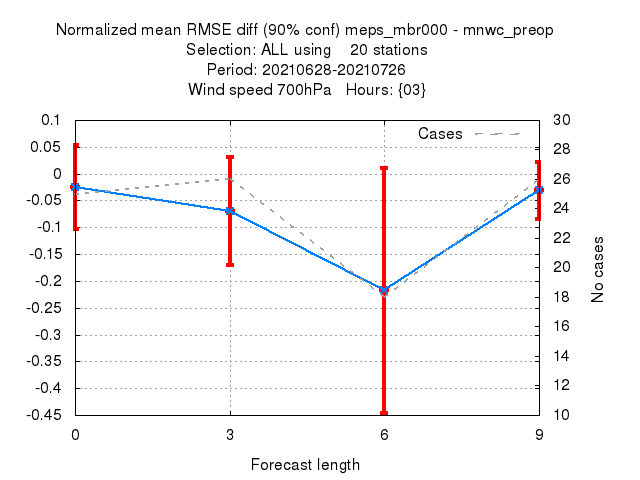 Normalized mean RMSE diff (90% conf) meps_mbr000 - mnwc_preop
Selection: ALL using    20 stations
Period: 20210628-20210726
Wind speed 700hPa   Hours: {03}
Cases
0.1
0.05
0
-0.05
-0.1
-0.15
-0.2
-0.25
-0.3
-0.35
-0.4
-0.45
30
28
26
24
22
20
18
16
14
12
10
No cases
0 3 6 9
Forecast length